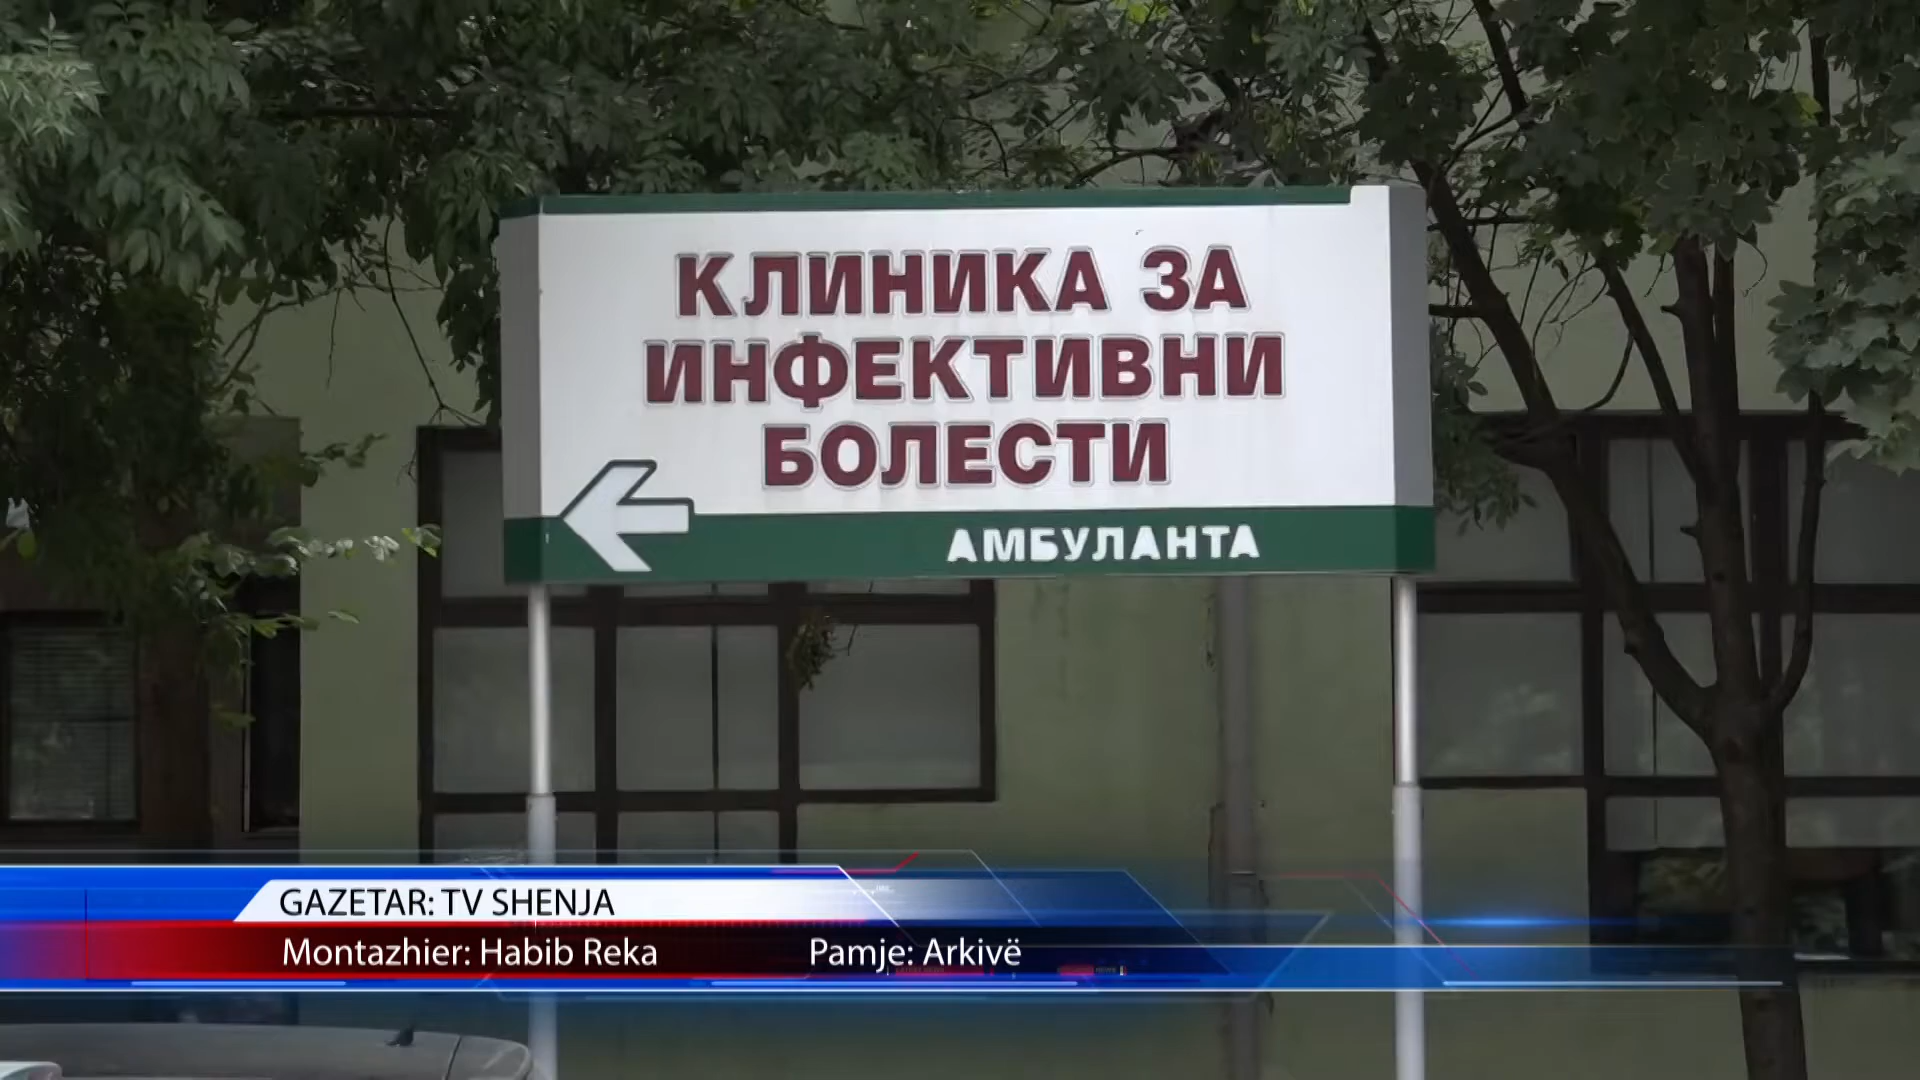 КЛИНИКА ЗА
ИНФЕКТИВНИ
БОЛЕСТИ
АМБУЛАНТА
GAZETAR: TV SHENJA
Montazhier: Habib Reka
Pamje: Arkivë